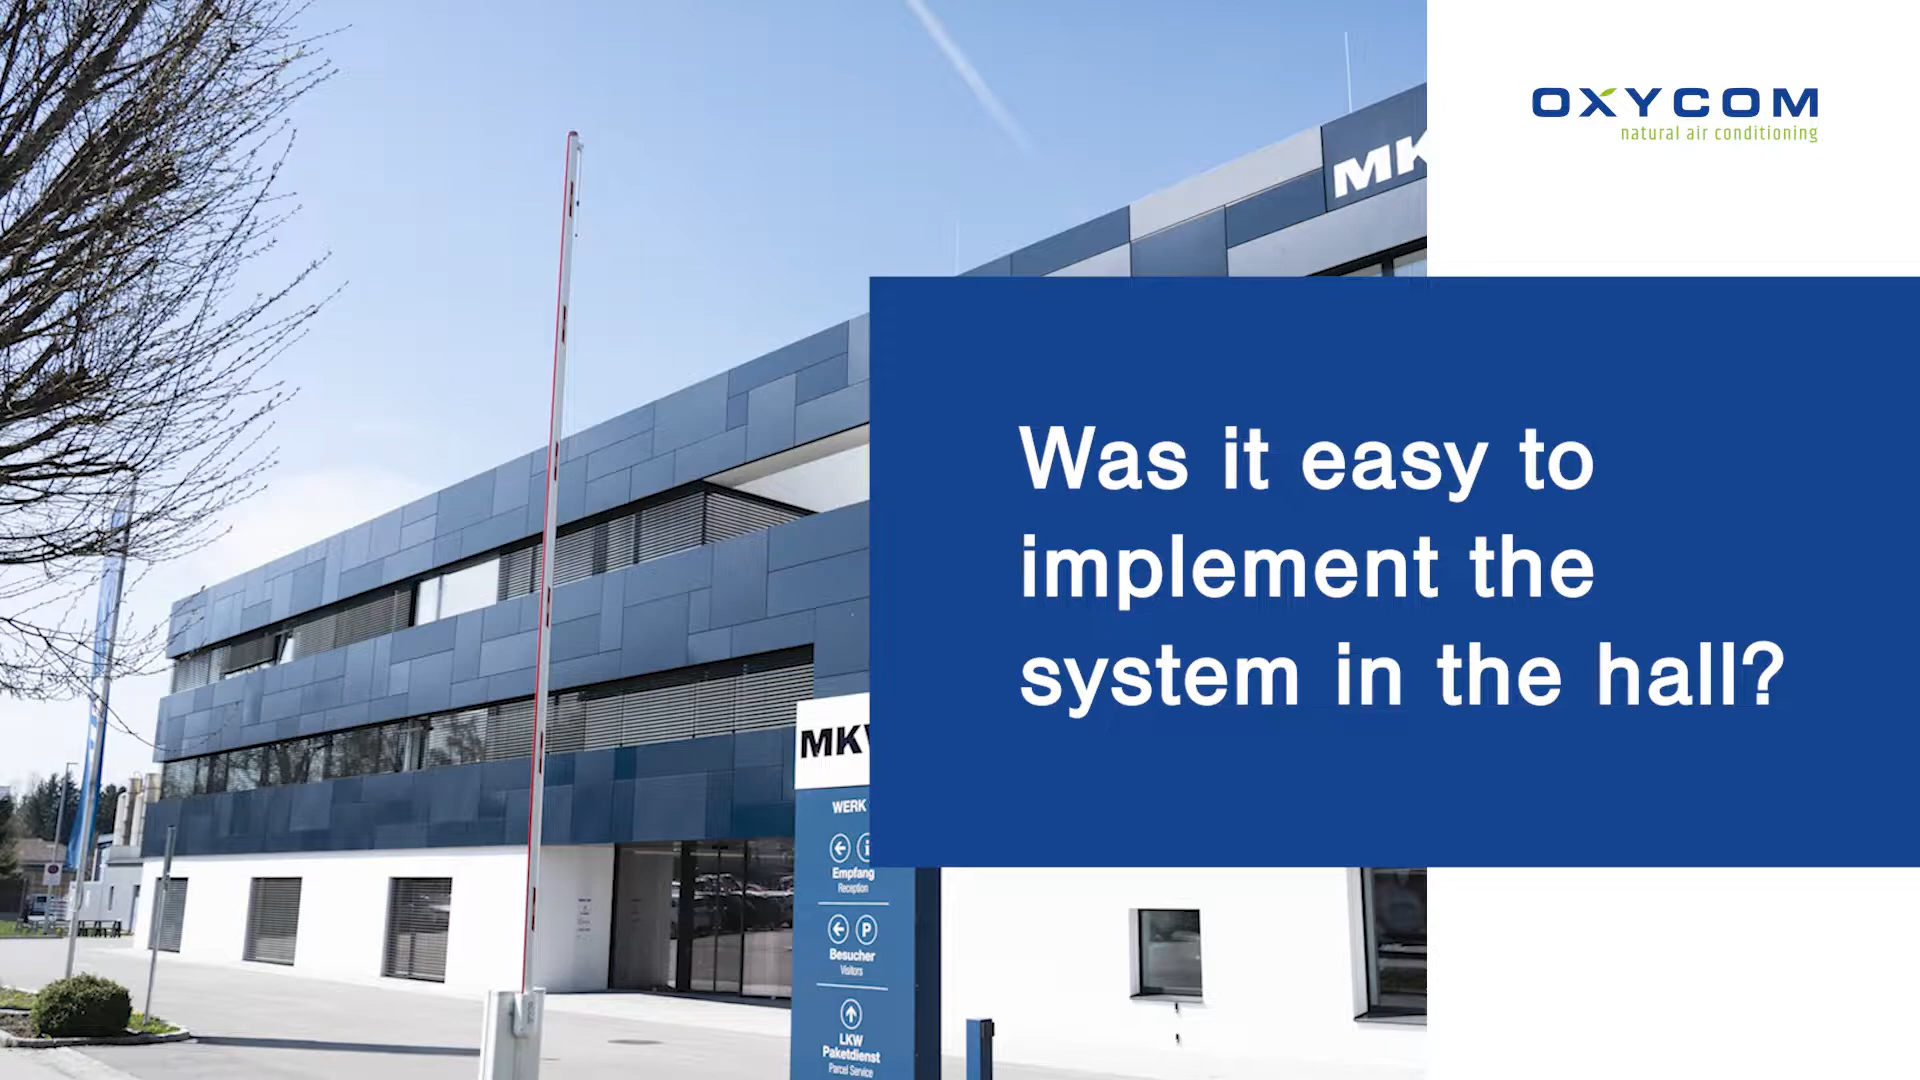 OXYCOM
natural air conditioning
MK
Was it easy to
implement the
system in the hall?
MK
WERK
Empfang
Reception
P
Besucher
Visitors
LKW
Paketdienst
Parcel Service